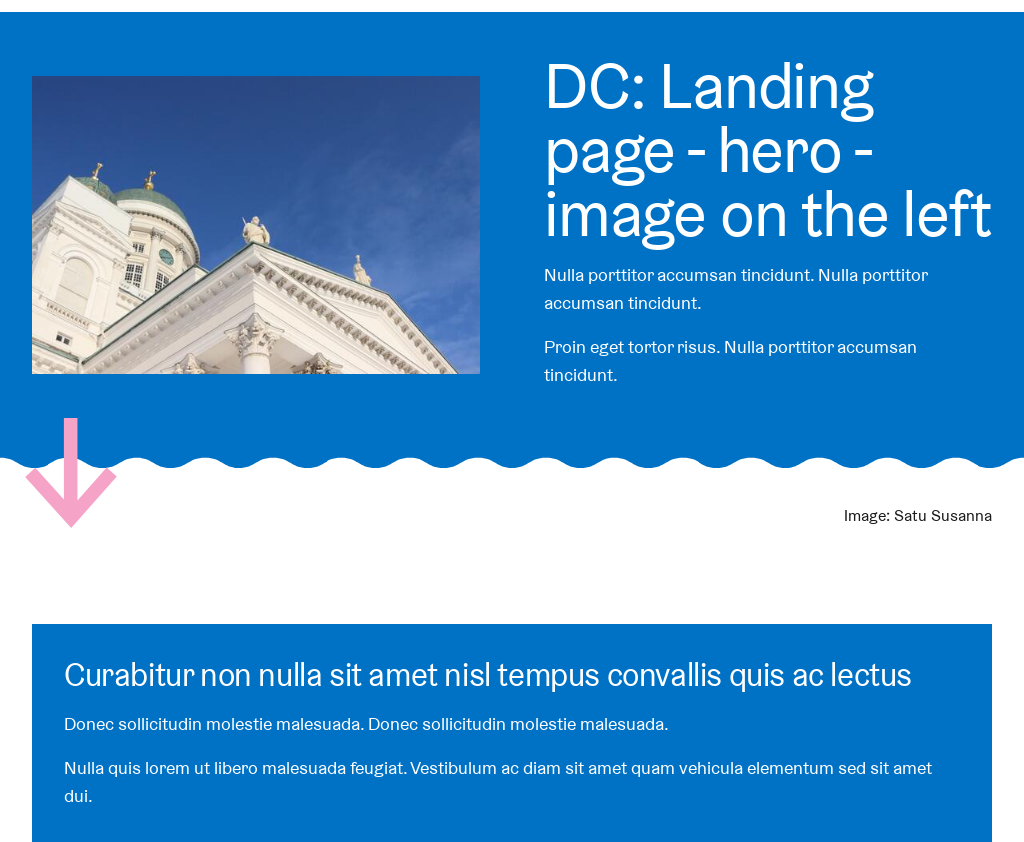 DC: Landing
page - hero -
image on the left
Nulla porttitor accumsan tincidunt. Nulla porttitor
accumsan tincidunt.
Proin eget tortor risus. Nulla porttitor accumsan
tincidunt.
Image: Satu Susanna
Curabitur non nulla sit amet nisl tempus convallis quis ac lectus
Donec sollicitudin molestie malesuada. Donec sollicitudin molestie malesuada.
Nulla quis lorem ut libero malesuada feugiat. Vestibulum ac diam sit amet quam vehicula elementum sed sit amet
dui.